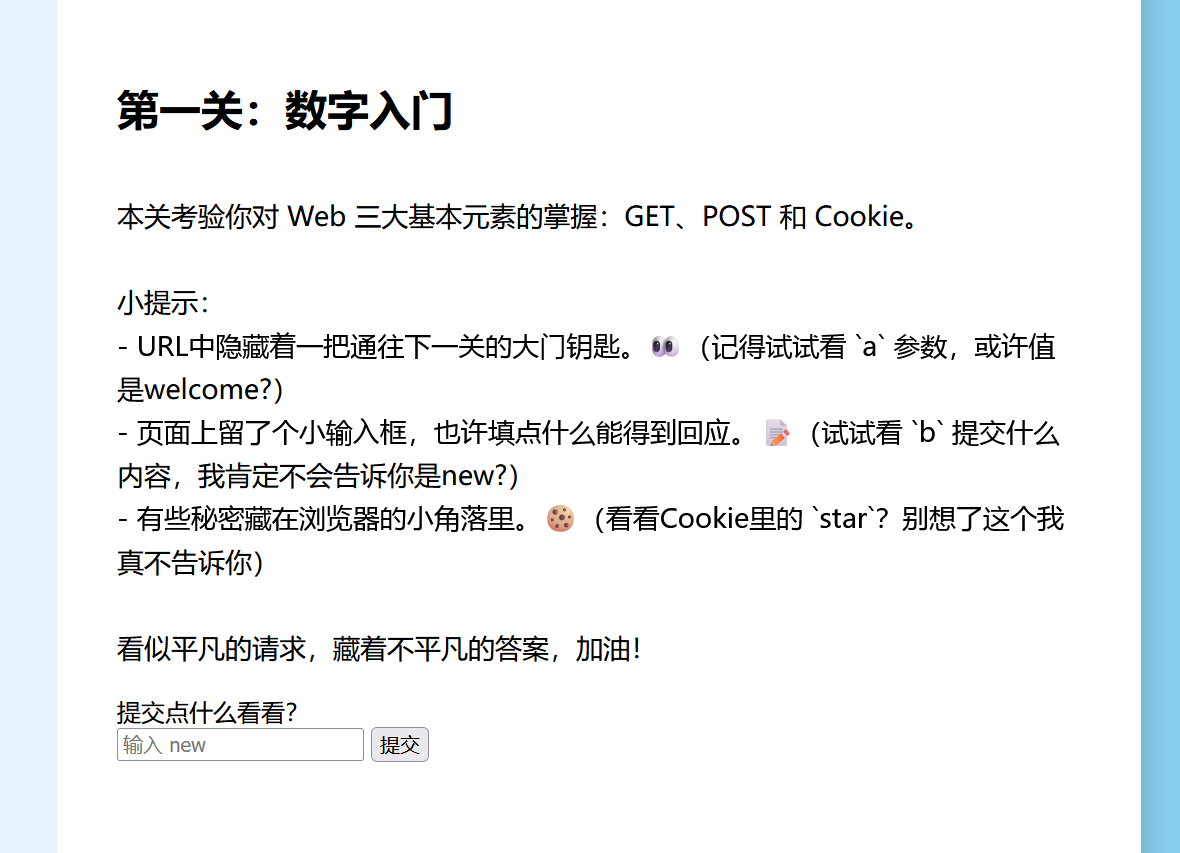 第一关：数字入门
本关考验你对 Web 三大基本元素的掌握：GET、POST 和 Cookie。
小提示：
- URL中隐藏着一把通往下一关的大门钥匙。👀 （记得试试看 `a` 参数，或许值
是welcome?）
- 页面上留了个小输入框，也许填点什么能得到回应。📝 （试试看 `b` 提交什么
内容，我肯定不会告诉你是new?）
- 有些秘密藏在浏览器的小角落里。🍪 （看看Cookie里的 `star`？别想了这个我
真不告诉你）
看似平凡的请求，藏着不平凡的答案，加油！
提交点什么看看？
输入 new 提交